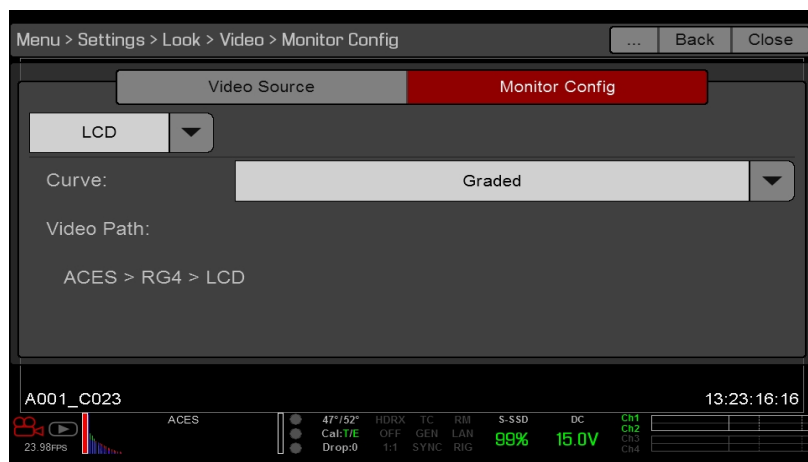 Menu > Settings > Look > Video > Monitor Config ... Back Close
Video Source Monitor Config
LCD
Curve: Graded
Video Path:
ACES > RG4 > LCD
A001_C023 13:23:16:16
ACES 47°/52° HDRX TC RM S-SSD DC Ch1
Cal:T/E OFF GEN LAN 99% 15.0V Ch2
23.98FPS Drop:0 1:1 SYNC RIG Ch3
Ch4